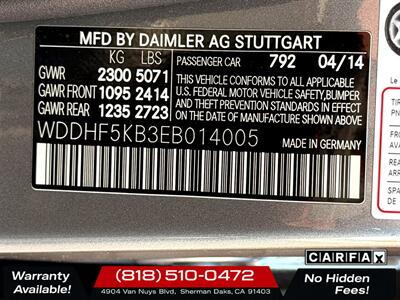 MFD BY DAIMLER AG STUTTGART
KG LBS
PASSENGER CAR 792 04/14
GWR 2300 5071
GAWR FRONT 1095 2414
GAWR REAR 1235 2723
THIS VEHICLE CONFORMS TO ALL APPLICABLE
U.S. FEDERAL MOTOR VEHICLE SAFETY,BUMPER
AND THEFT PREVENTION STANDARDS IN EFFECT
ON THE DATE OF MANUFACTURE SHOWN ABOVE
WDDHF5KB3EB014005
MADE IN GERMANY
Le
TIR
CARFAX
Warranty
Available!
(818) 510-0472
4904 Van Nuys Blvd, Sherman Oaks, CA 91403
No Hidden
Fees!